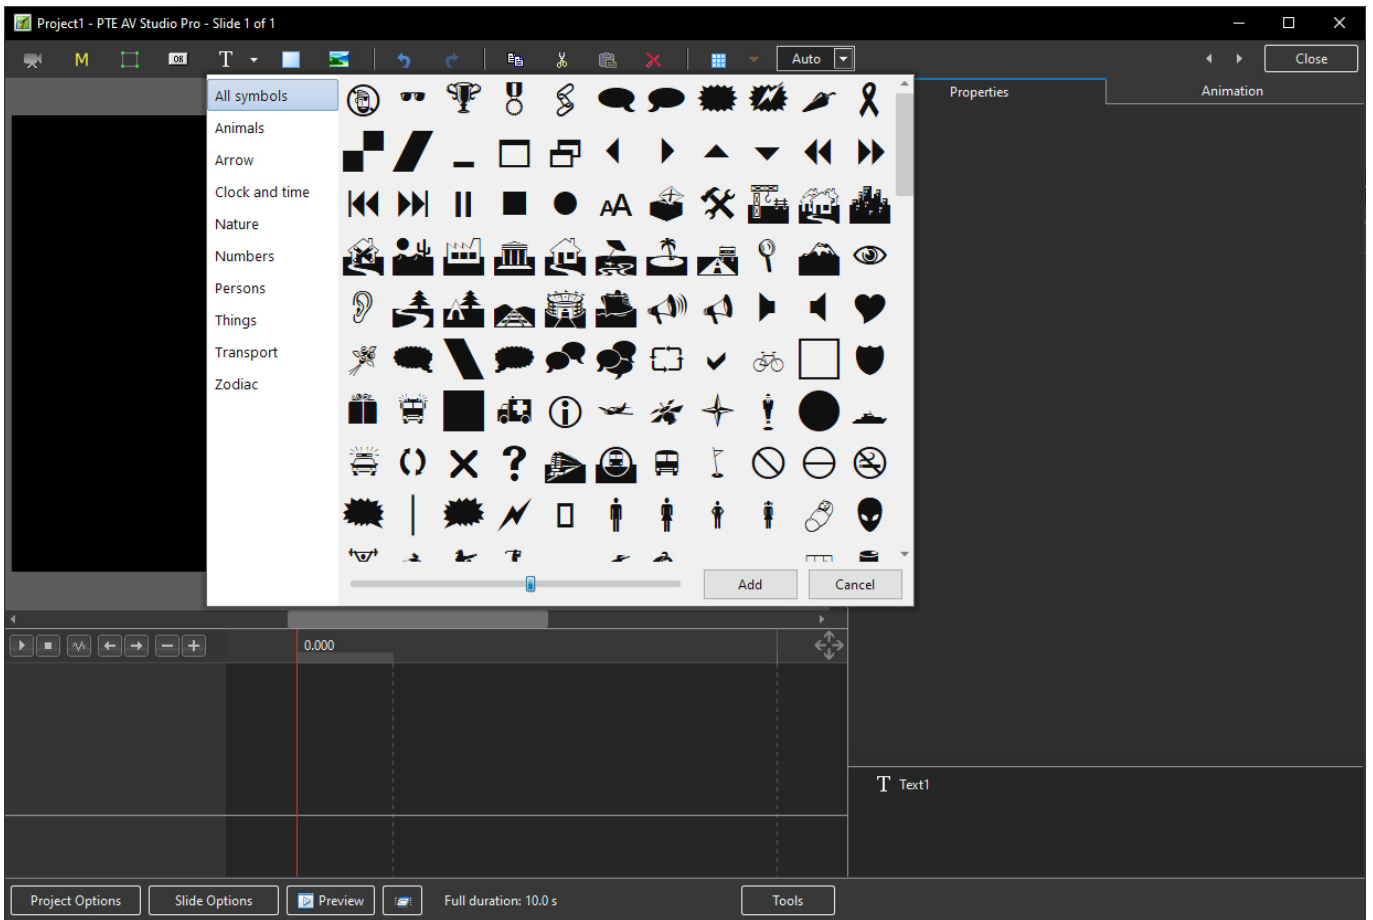 Project1 - PTE AV Studio Pro - Slide 1 of 1
M
OK
T
Auto
Close
All symbols
Animals
Arrow
Clock and time
Nature
Numbers
Persons
Things
Transport
Zodiac
AA
Add
Cancel
Properties
Animation
0.000
T Text1
Project Options
Slide Options
Preview
Full duration: 10.0 s
Tools